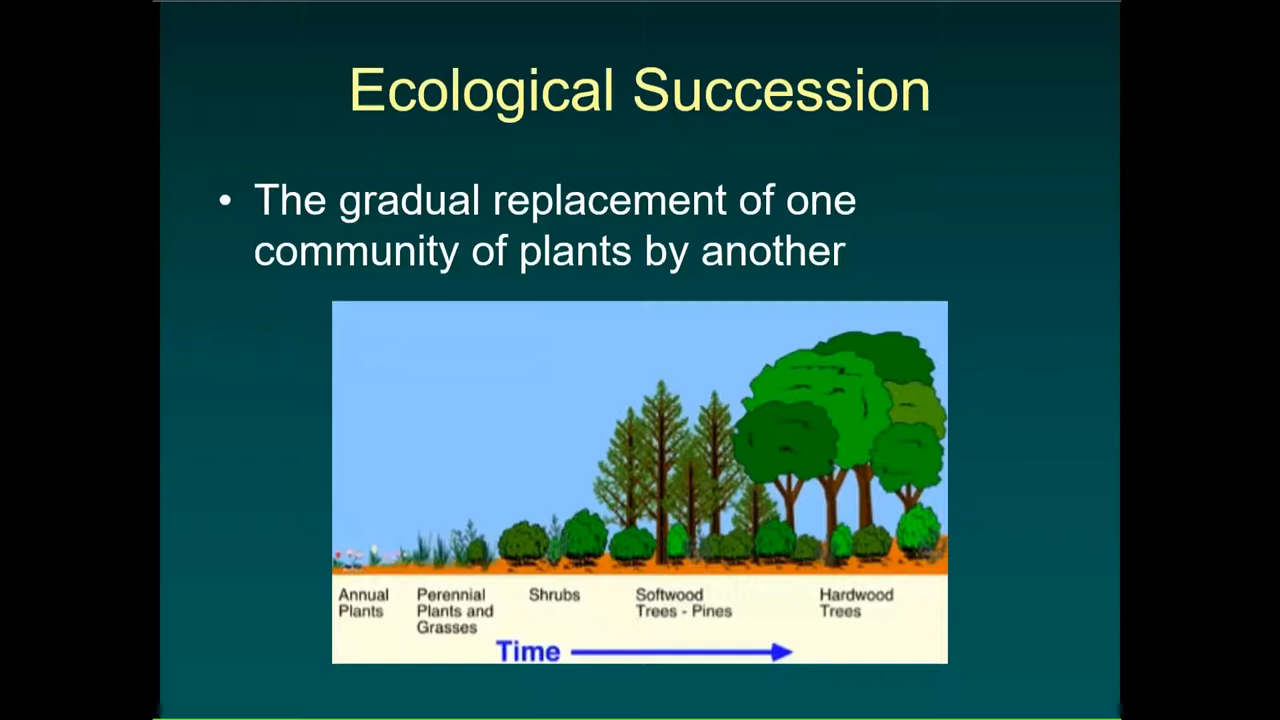 Ecological Succession
• The gradual replacement of one
community of plants by another
Annual
Plants
Perennial
Plants and
Grasses
Shrubs
Softwood
Trees - Pines
Hardwood
Trees
Time